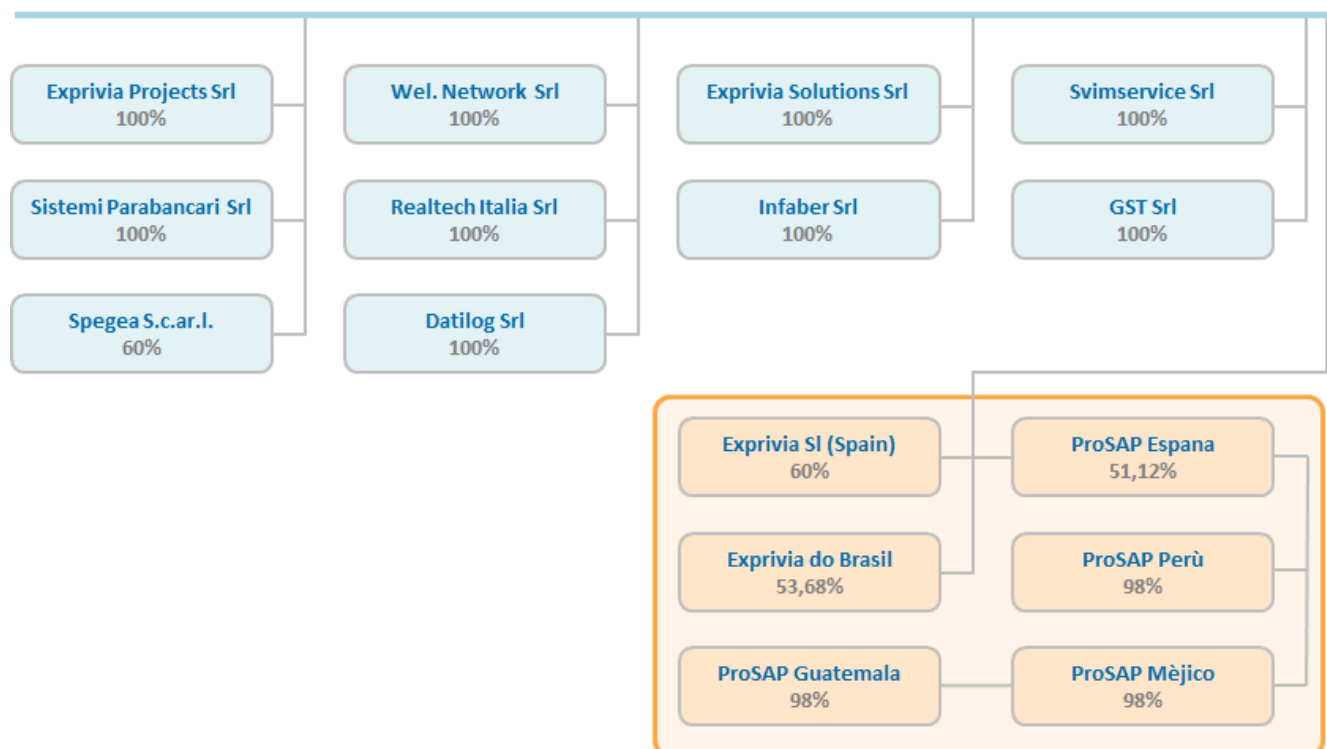 Exprivia Projects Srl
100%
Wel. Network Srl
100%
Exprivia Solutions Srl
100%
Svimservice Srl
100%
Sistemi Parabancari Srl
100%
Realtech Italia Srl
100%
Infaber Srl
100%
GST Srl
100%
Spegea S.c.ar.l.
60%
Datilog Srl
100%
Exprivia Sl (Spain)
60%
ProSAP Espana
51,12%
Exprivia do Brasil
53,68%
ProSAP Perù
98%
ProSAP Guatemala
98%
ProSAP Mèjico
98%